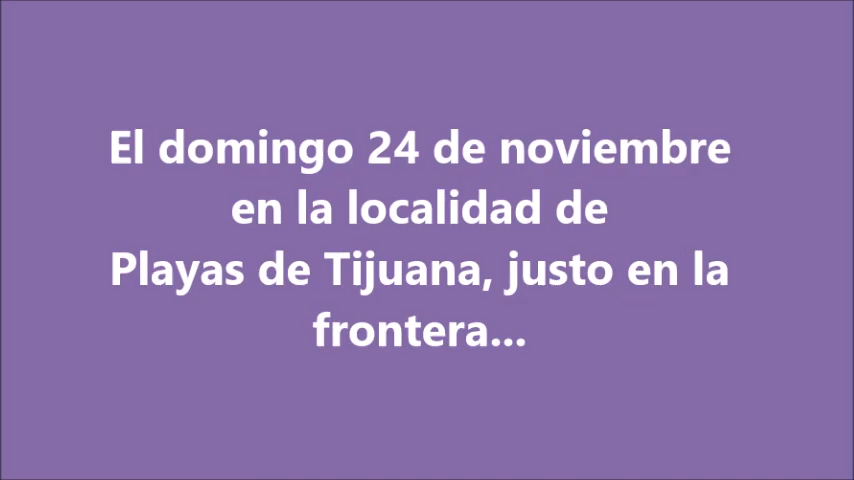 El domingo 24 de noviembre
en la localidad de
Playas de Tijuana, justo en la
frontera...